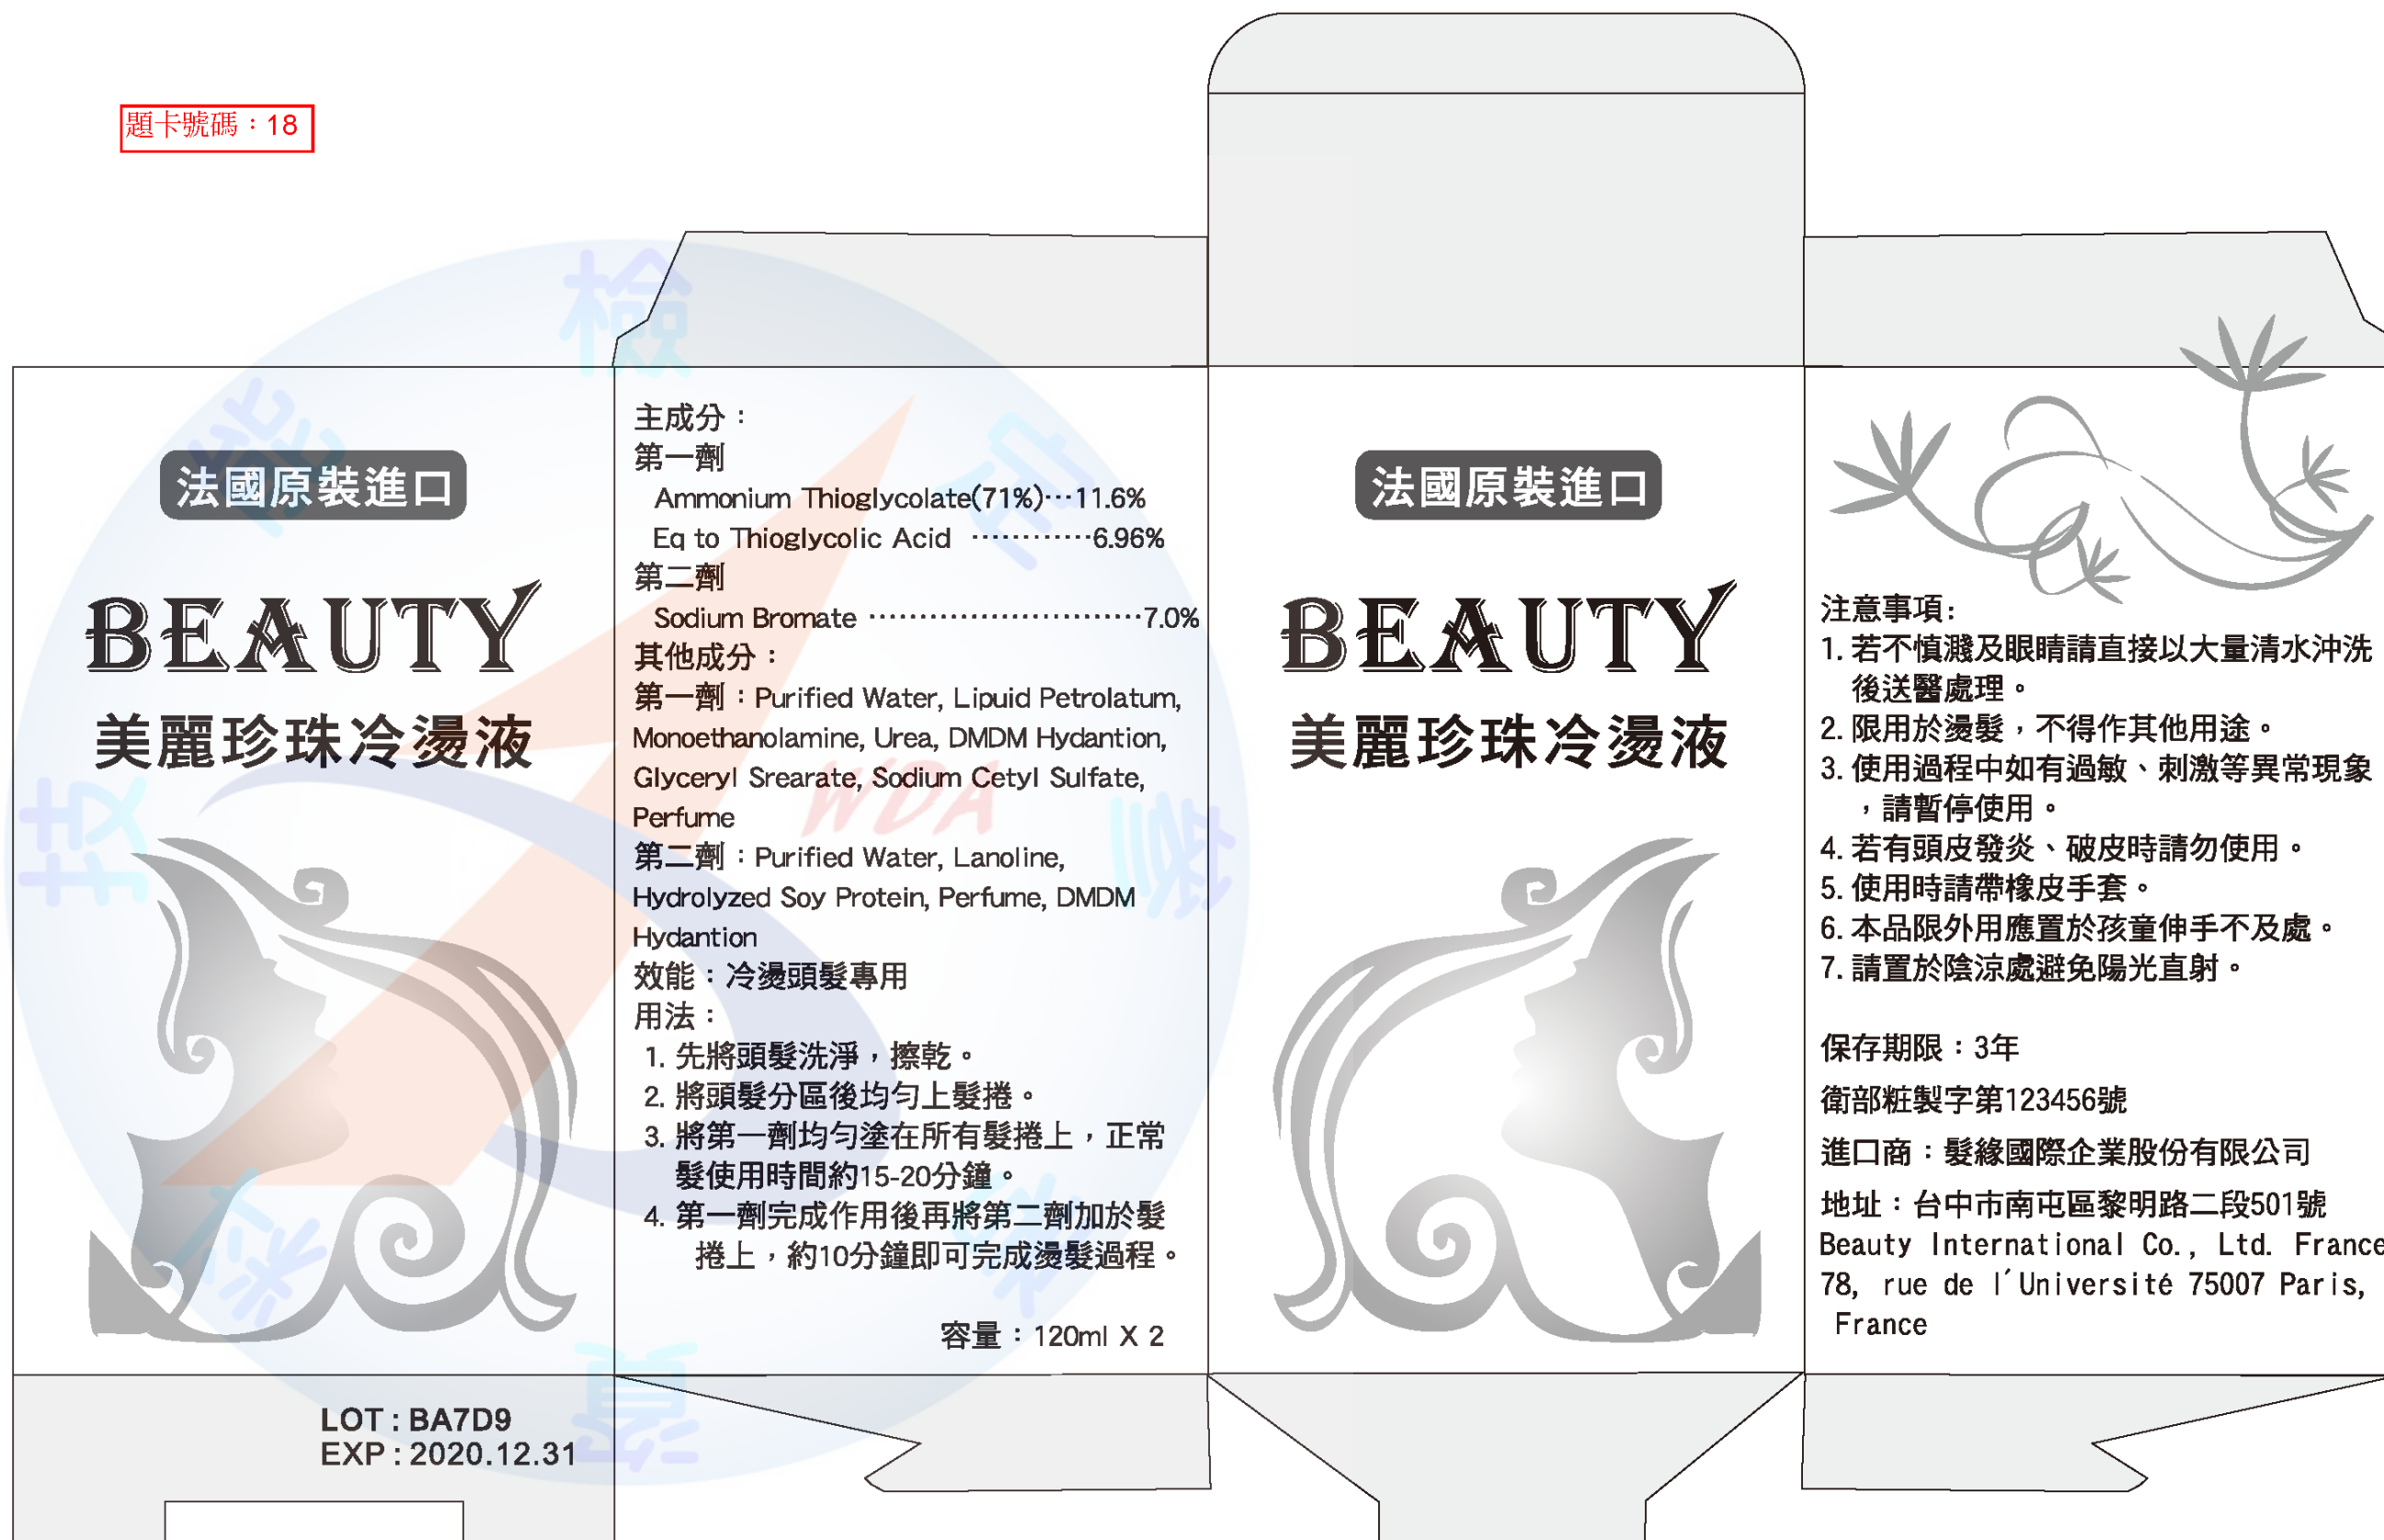 題卡號碼：18
法國原裝進口
BEAUTY
美麗珍珠冷燙液
LOT : BA7D9
EXP : 2020.12.31
主成分：
第一劑
Ammonium Thioglycolate(71%)…11.6%
Eq to Thioglycolic Acid …………6.96%
第二劑
Sodium Bromate ………………………7.0%
其他成分：
第一劑：Purified Water, Lipuid Petrolatum,
Monoethanolamine, Urea, DMDM Hydantion,
Glyceryl Srearate, Sodium Cetyl Sulfate,
Perfume
第二劑：Purified Water, Lanoline,
Hydrolyzed Soy Protein, Perfume, DMDM
Hydantion
效能：冷燙頭髮專用
用法：
1. 先將頭髮洗淨，擦乾。
2. 將頭髮分區後均勻上髮捲。
3. 將第一劑均勻塗在所有髮捲上，正常
髮使用時間約15-20分鐘。
4. 第一劑完成作用後再將第二劑加於髮
捲上，約10分鐘即可完成燙髮過程。
容量：120ml X 2
法國原裝進口
BEAUTY
美麗珍珠冷燙液
注意事項:
1. 若不慎濺及眼睛請直接以大量清水沖洗
後送醫處理。
2. 限用於燙髮，不得作其他用途。
3. 使用過程中如有過敏、刺激等異常現象
，請暫停使用。
4. 若有頭皮發炎、破皮時請勿使用。
5. 使用時請帶橡皮手套。
6. 本品限外用應置於孩童伸手不及處。
7. 請置於陰涼處避免陽光直射。
保存期限：3年
衛部粧製字第123456號
進口商：髮緣國際企業股份有限公司
地址：台中市南屯區黎明路二段501號
Beauty International Co., Ltd. France
78, rue de l´Université 75007 Paris,
France
技能檢定
WDA